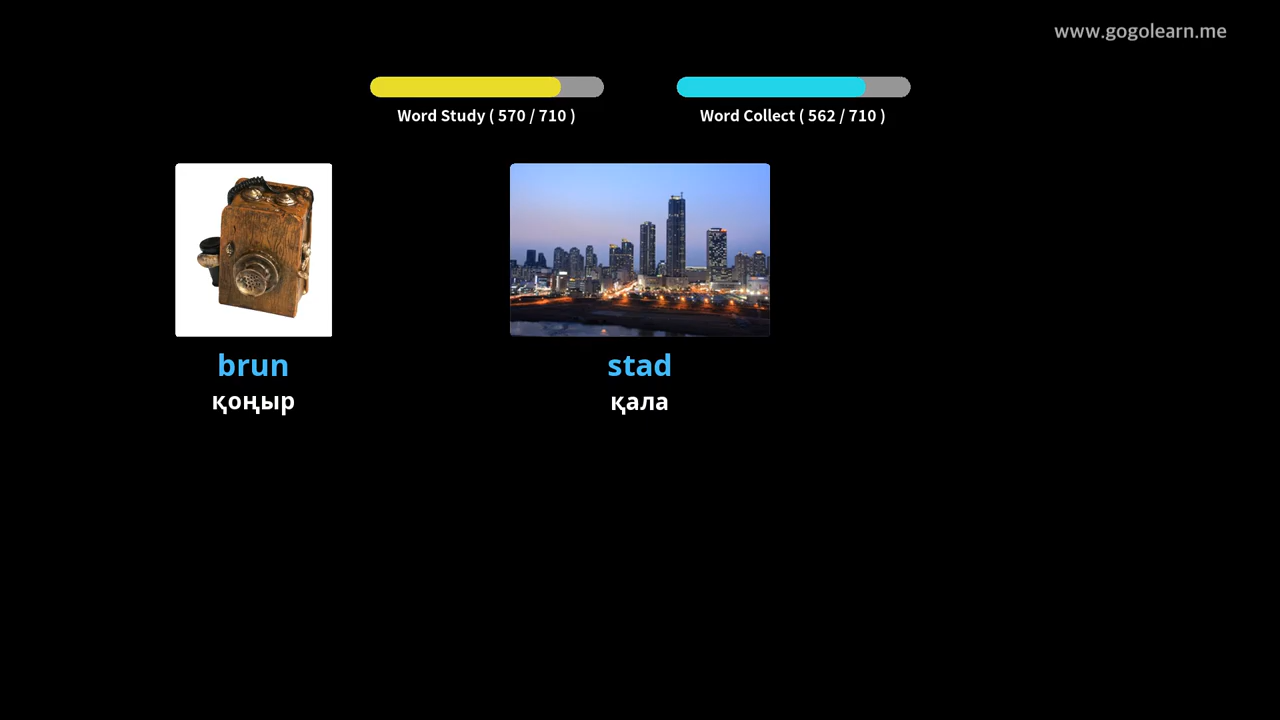 www.gogolearn.me
Word Study ( 570 / 710 )
Word Collect ( 562 / 710 )
brun
stad
қоңыр
қала